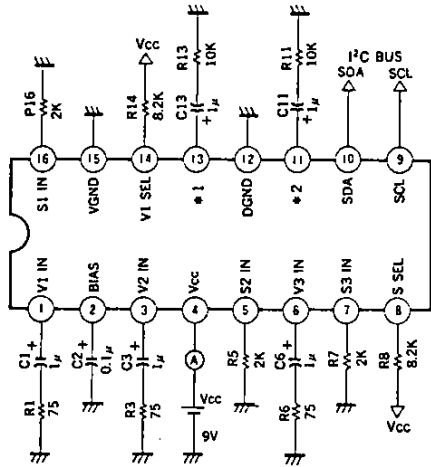 P16
2K
Vcc
R14
8.2K
R13
10K
C13
+
1μ
R11
10K
C11
+
1μ
I²C BUS
SDA
SCL
16
15
14
13
12
11
10
9
S1 IN
VGND
V1 SEL
*1
DGND
*2
SDA
SCL
V1 IN
BIAS
V2 IN
Vcc
S2 IN
V3 IN
S3 IN
S SEL
1
2
3
4
5
6
7
8
C1
+
1μ
C2
+
0.1μ
C3
+
1μ
A
R5
2K
C6
+
1μ
R7
2K
R8
8.2K
R1
75
R3
75
Vcc
9V
R6
75
Vcc